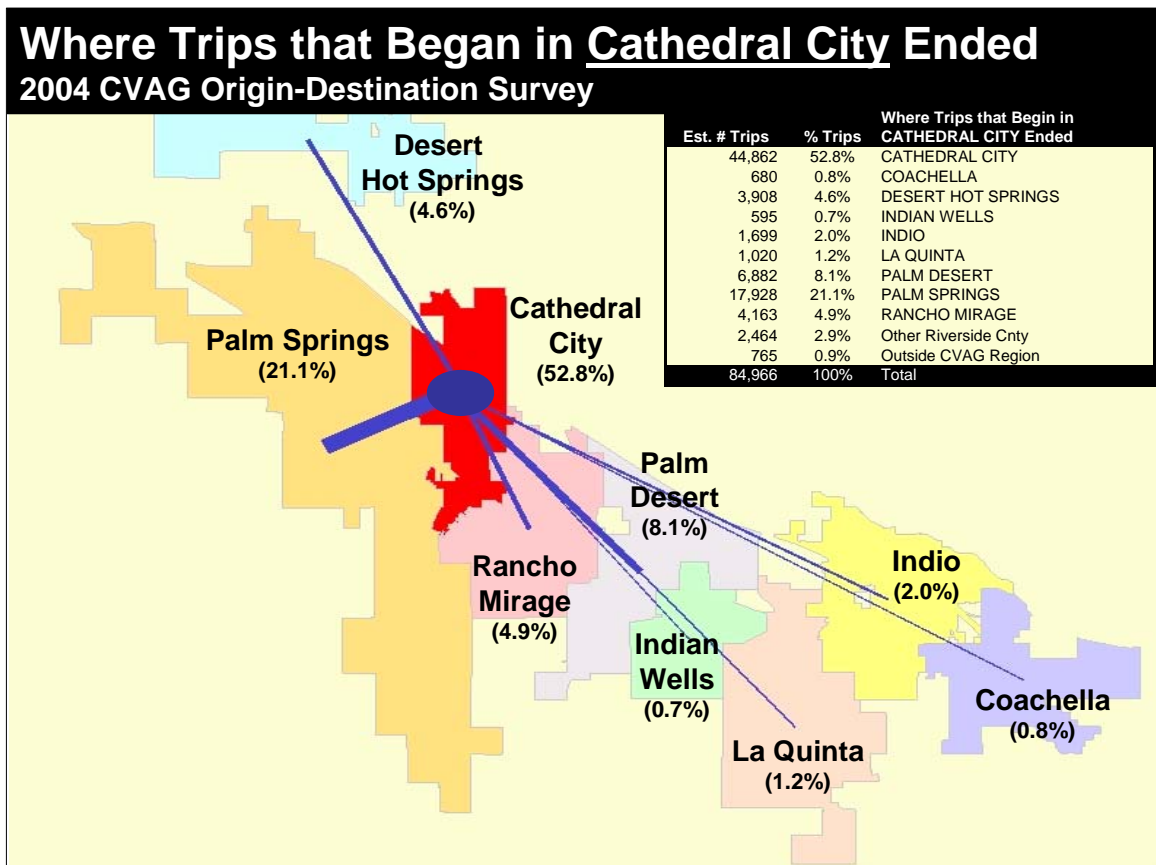 Where Trips that Began in Cathedral City Ended
2004 CVAG Origin-Destination Survey
Where Trips that Begin in
Est. # Trips % Trips CATHEDRAL CITY Ended
44,862 52.8% CATHEDRAL CITY
680 0.8% COACHELLA
3,908 4.6% DESERT HOT SPRINGS
595 0.7% INDIAN WELLS
1,699 2.0% INDIO
1,020 1.2% LA QUINTA
6,882 8.1% PALM DESERT
17,928 21.1% PALM SPRINGS
4,163 4.9% RANCHO MIRAGE
2,464 2.9% Other Riverside Cnty
765 0.9% Outside CVAG Region
84,966 100% Total
Desert
Hot Springs
(4.6%)
Cathedral
City
(52.8%)
Palm Springs
(21.1%)
Palm
Desert
(8.1%)
Rancho
Mirage
(4.9%)
Indio
(2.0%)
Indian
Wells
(0.7%)
Coachella
(0.8%)
La Quinta
(1.2%)